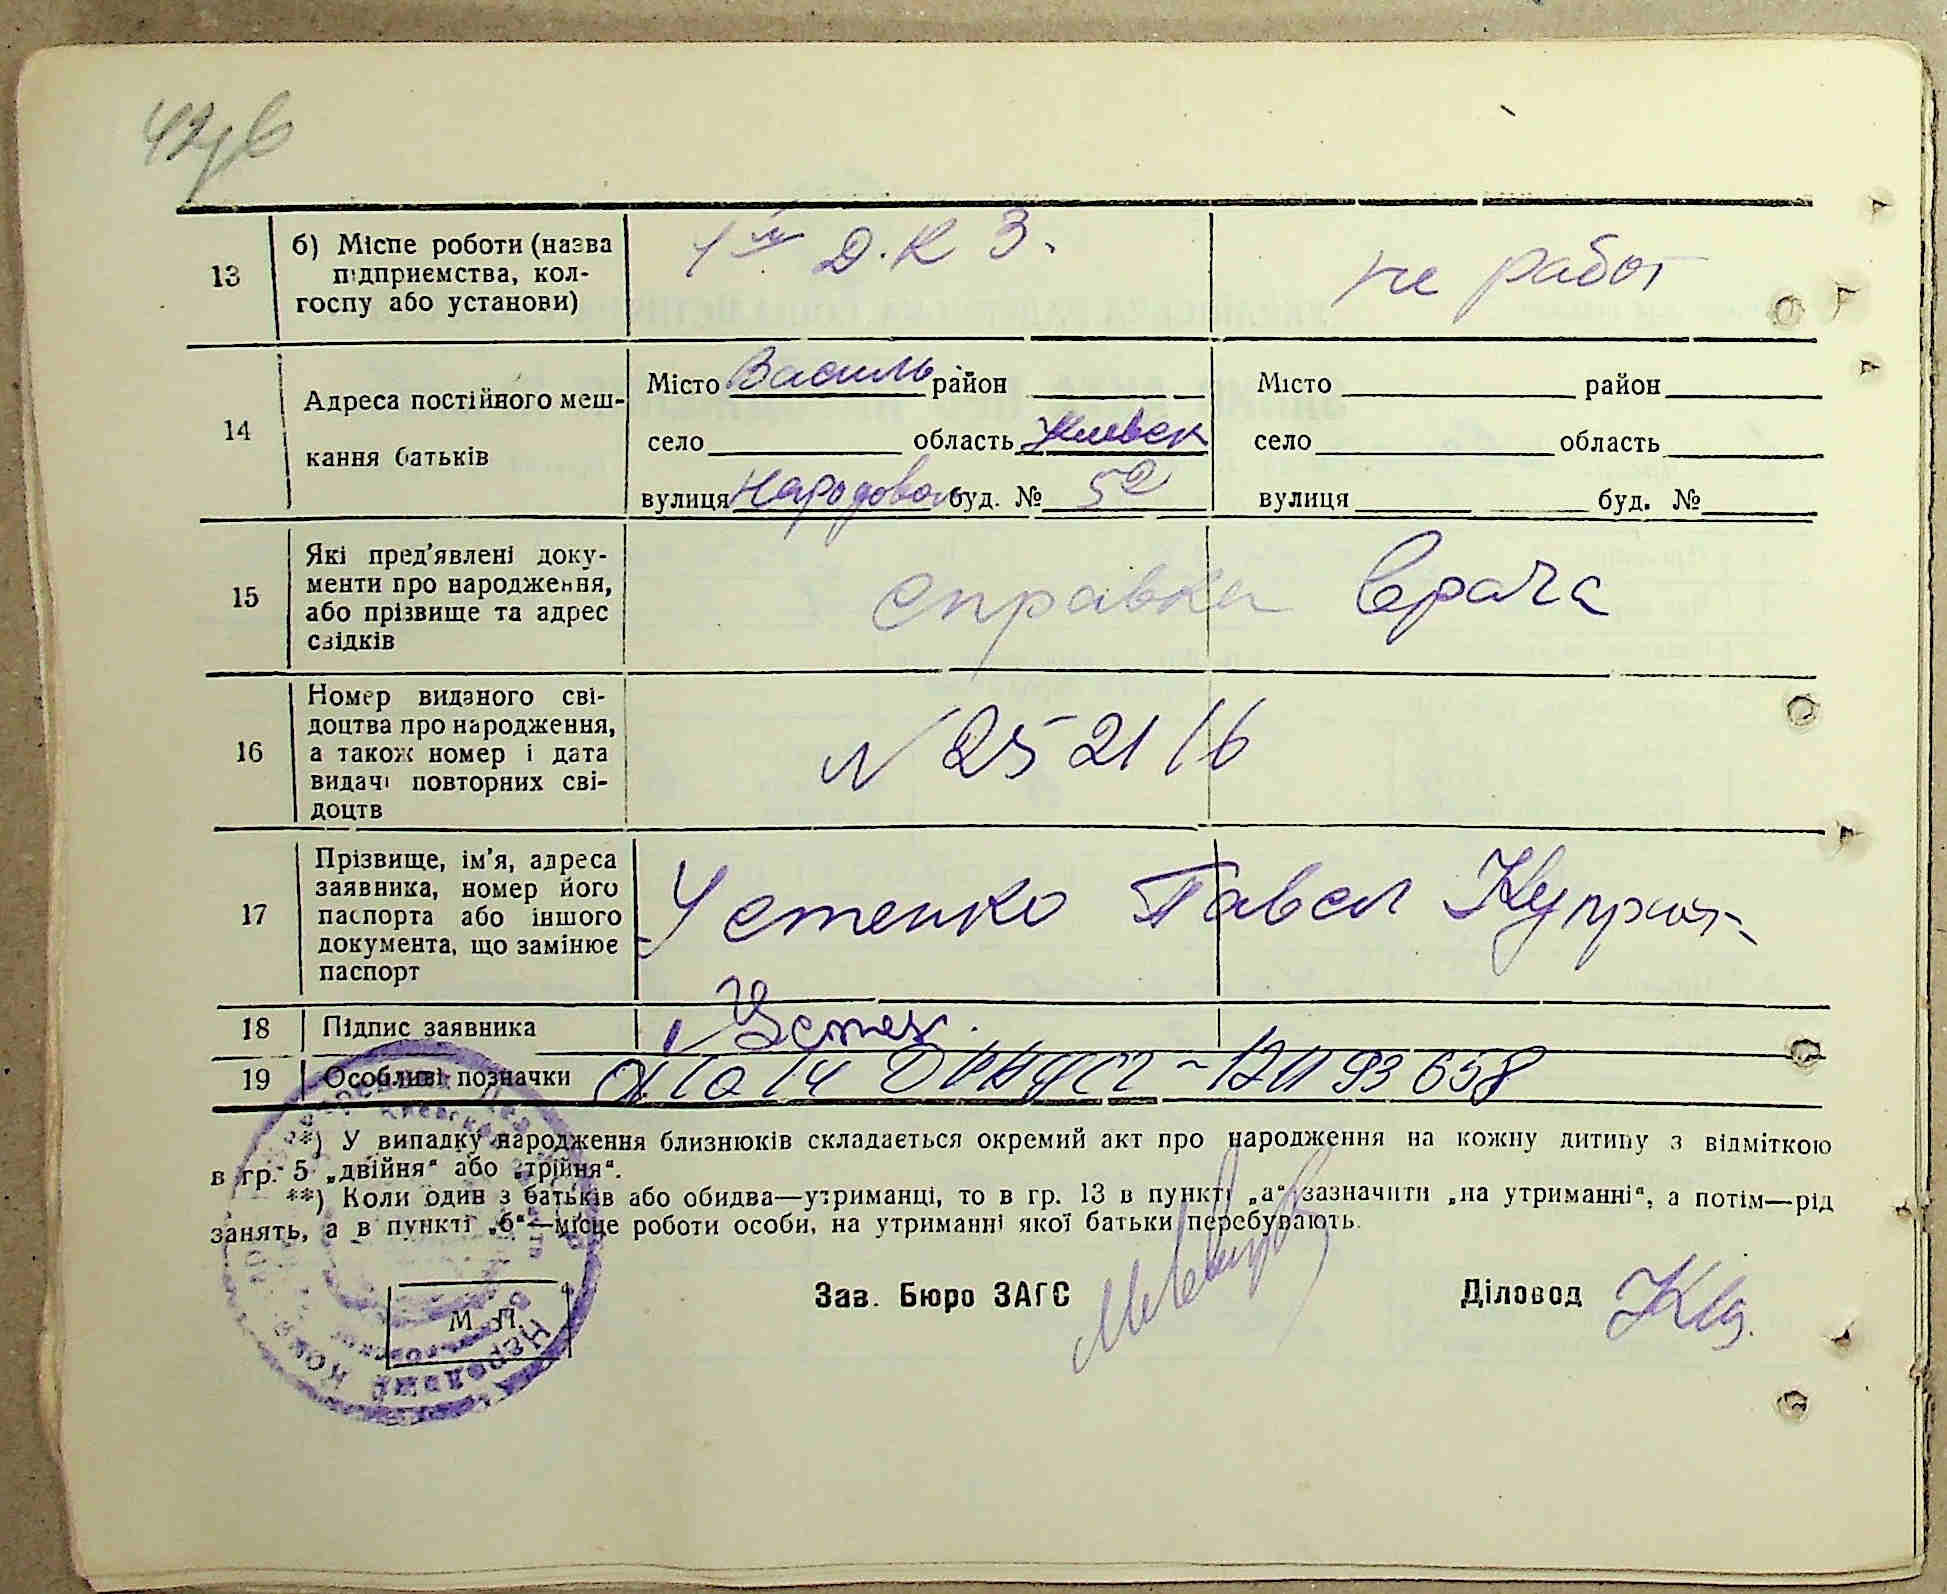 13
б) Місце роботи (назва
підприємства, кол-
госпу або установи)
Д.К З.
не работ
14
Адреса постійного меш-
кання батьків
Місто Василь район
село область Киевск
вулиця Народовол буд. № 52
Місто район
село область
вулиця буд. №
15
Які пред'явлені доку-
менти про народження,
або прізвище та адрес
свідків
справка врача
16
Номер виданого сві-
доцтва про народження,
а також номер і дата
видачі повторних сві-
доцтв
N 252116
17
Прізвище, ім'я, адреса
заявника, номер його
паспорта або іншого
документа, що замінює
паспорт
Устенко Павел Куприян
18
Підпис заявника
Устен
19
Особливі позначки
93658
*) У випадку народження близнюків складається окремий акт про народження на кожну дитину з відміткою
в гр. 5 „двійня“ або „трійня“.
**) Коли один з батьків або обидва—утриманці, то в гр. 13 в пункті „а“ зазначити „на утриманні“, а потім—рід
занять, а в пункті „б“—місце роботи особи, на утриманні якої батьки перебувають.
Зав. Бюро ЗАГС
Діловод
М П.